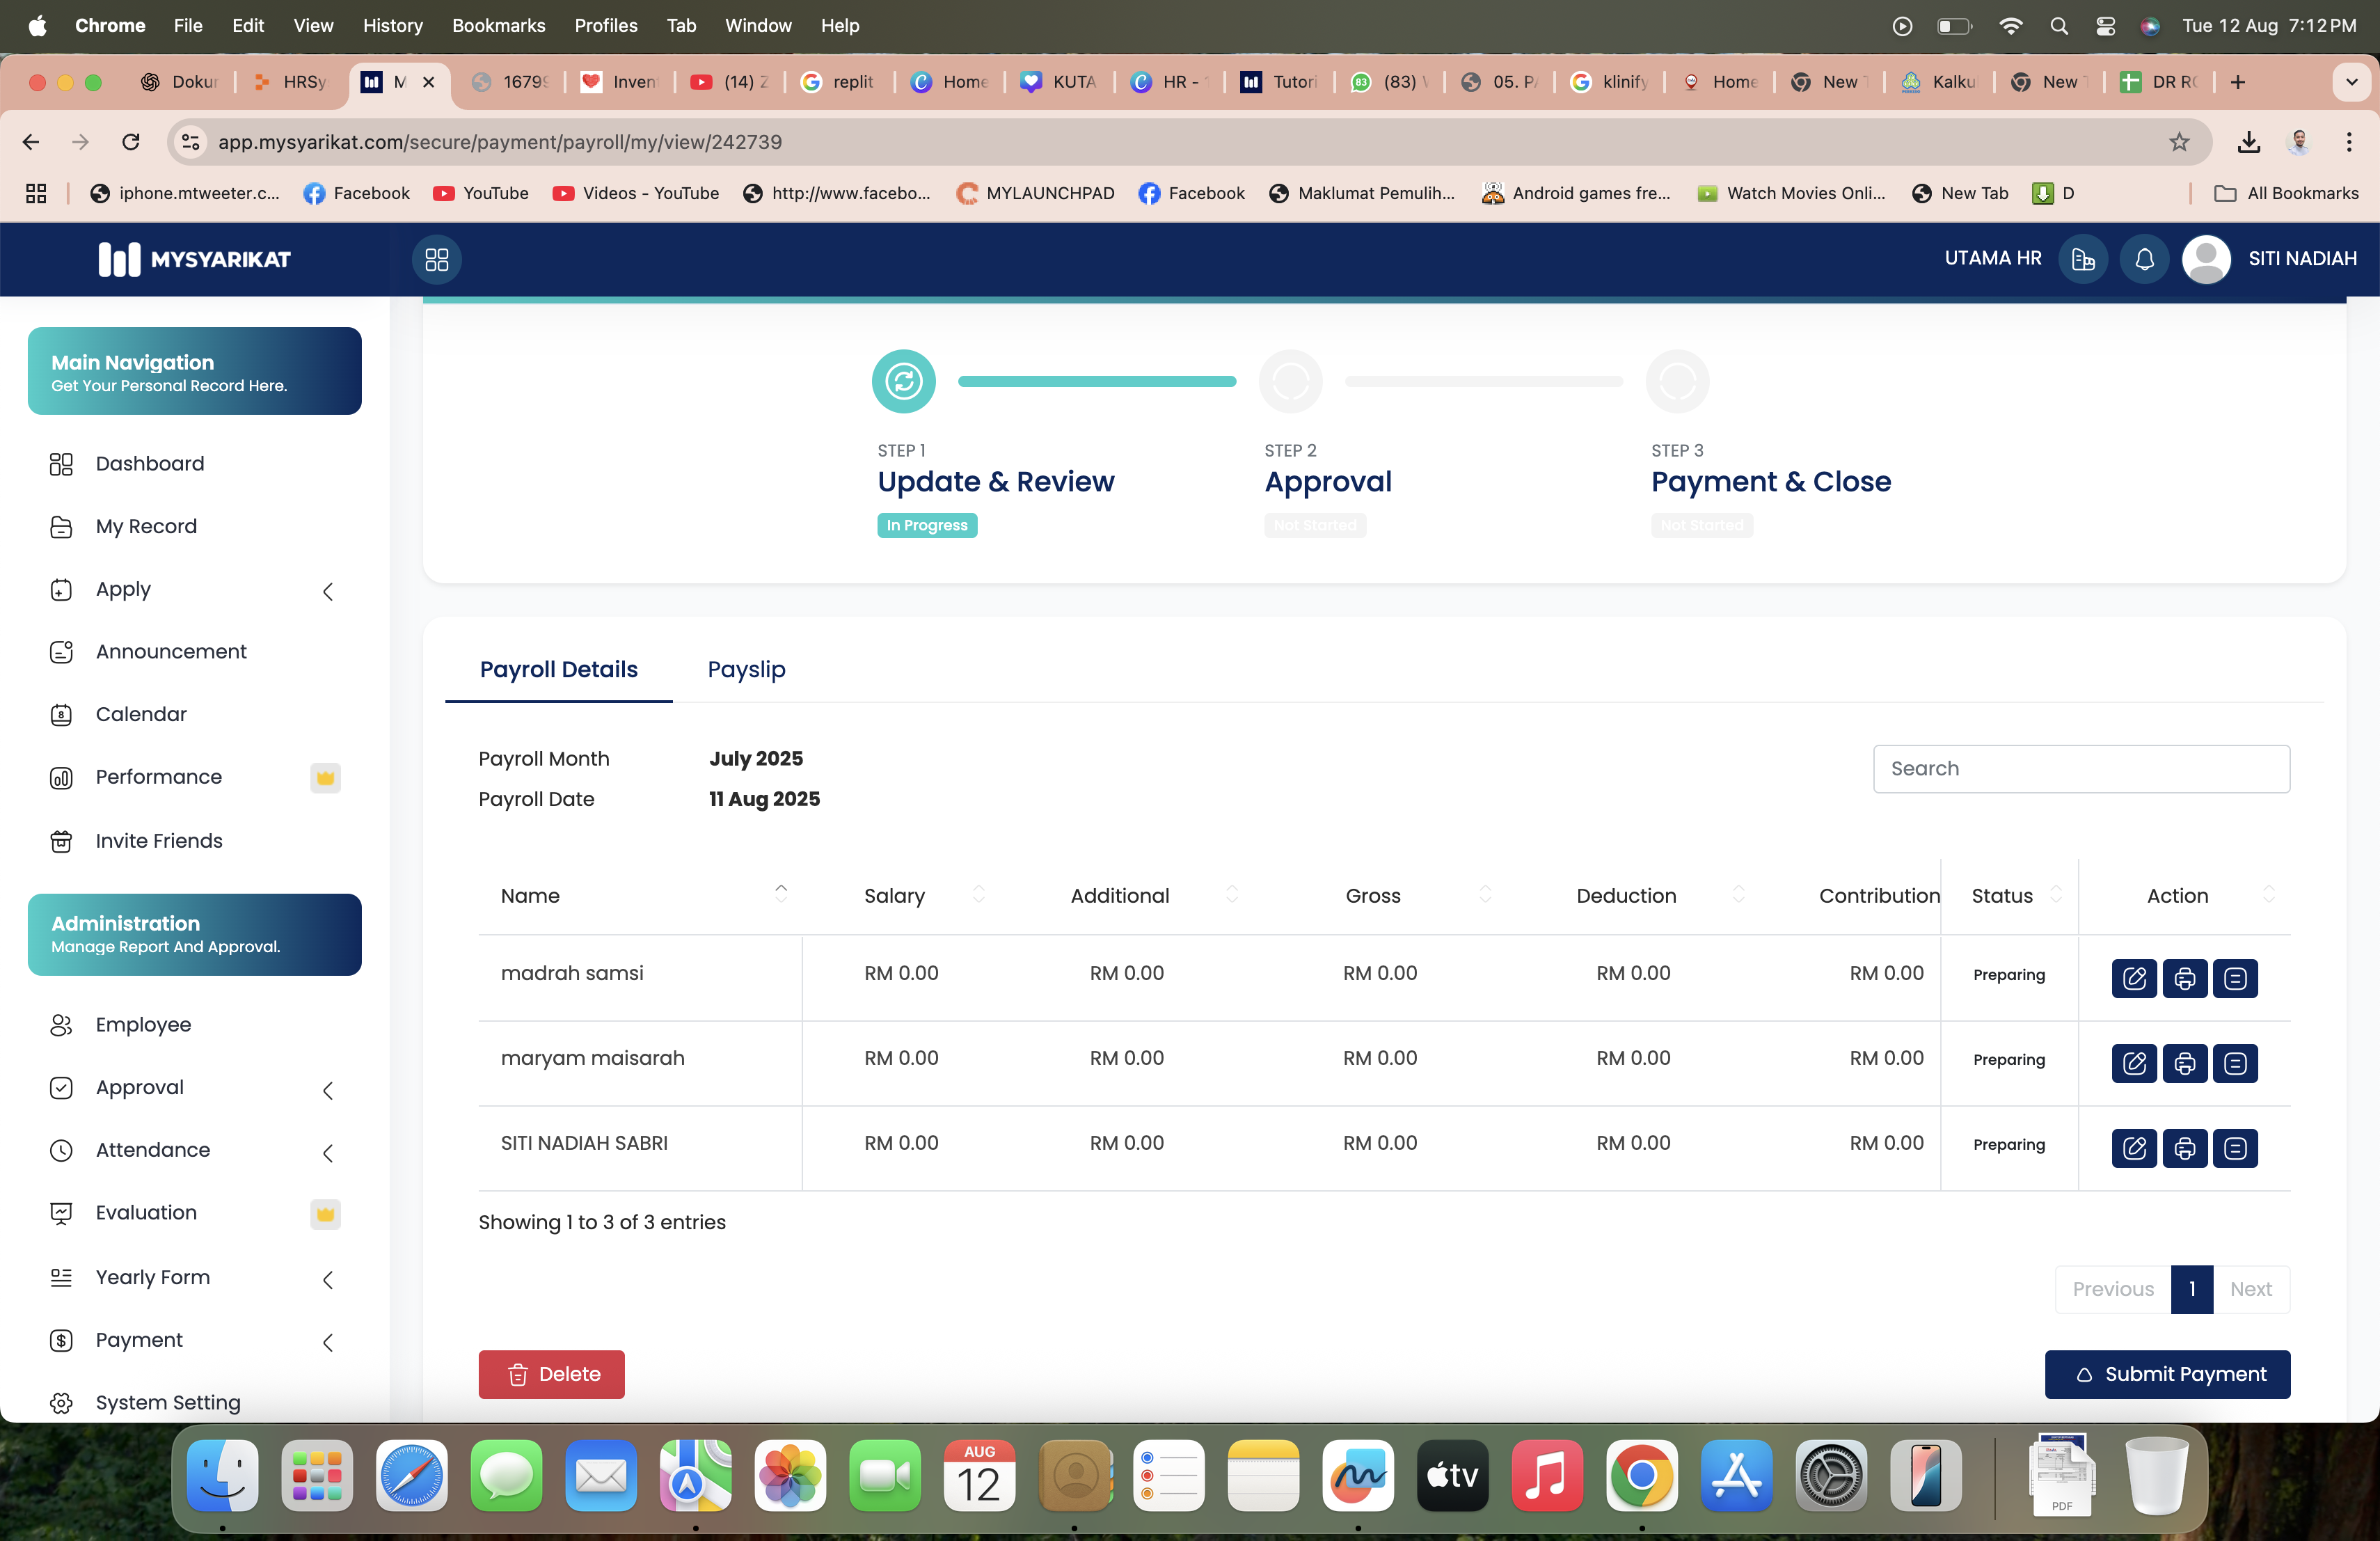 Chrome File Edit View History Bookmarks Profiles Tab Window Help Tue 12 Aug 7:12 PM
Dokur HRSy M 1679 Inven (14) Z replit Home KUTA HR - Tutori 83 (83) 05. P klinify Home New Kalku New DR R
app.mysyarikat.com/secure/payment/payroll/my/view/242739
iphone.mtweeter.c... Facebook YouTube Videos - YouTube http://www.facebo... MYLAUNCHPAD Facebook Maklumat Pemulih... Android games fre... Watch Movies Onli... New Tab D All Bookmarks
MYSYARIKAT UTAMA HR SITI NADIAH
Main Navigation
Get Your Personal Record Here.
Dashboard
My Record
Apply
Announcement
Calendar
Performance
Invite Friends
Administration
Manage Report And Approval.
Employee
Approval
Attendance
Evaluation
Yearly Form
Payment
System Setting
STEP 1 STEP 2 STEP 3
Update & Review Approval Payment & Close
In Progress Not Started Not Started
Payroll Details Payslip
Payroll Month July 2025
Search
Payroll Date 11 Aug 2025
Name Salary Additional Gross Deduction Contribution Status Action
madrah samsi RM 0.00 RM 0.00 RM 0.00 RM 0.00 RM 0.00 Preparing
maryam maisarah RM 0.00 RM 0.00 RM 0.00 RM 0.00 RM 0.00 Preparing
SITI NADIAH SABRI RM 0.00 RM 0.00 RM 0.00 RM 0.00 RM 0.00 Preparing
Showing 1 to 3 of 3 entries
Previous 1 Next
Delete Submit Payment
AUG
12
tv
PDF